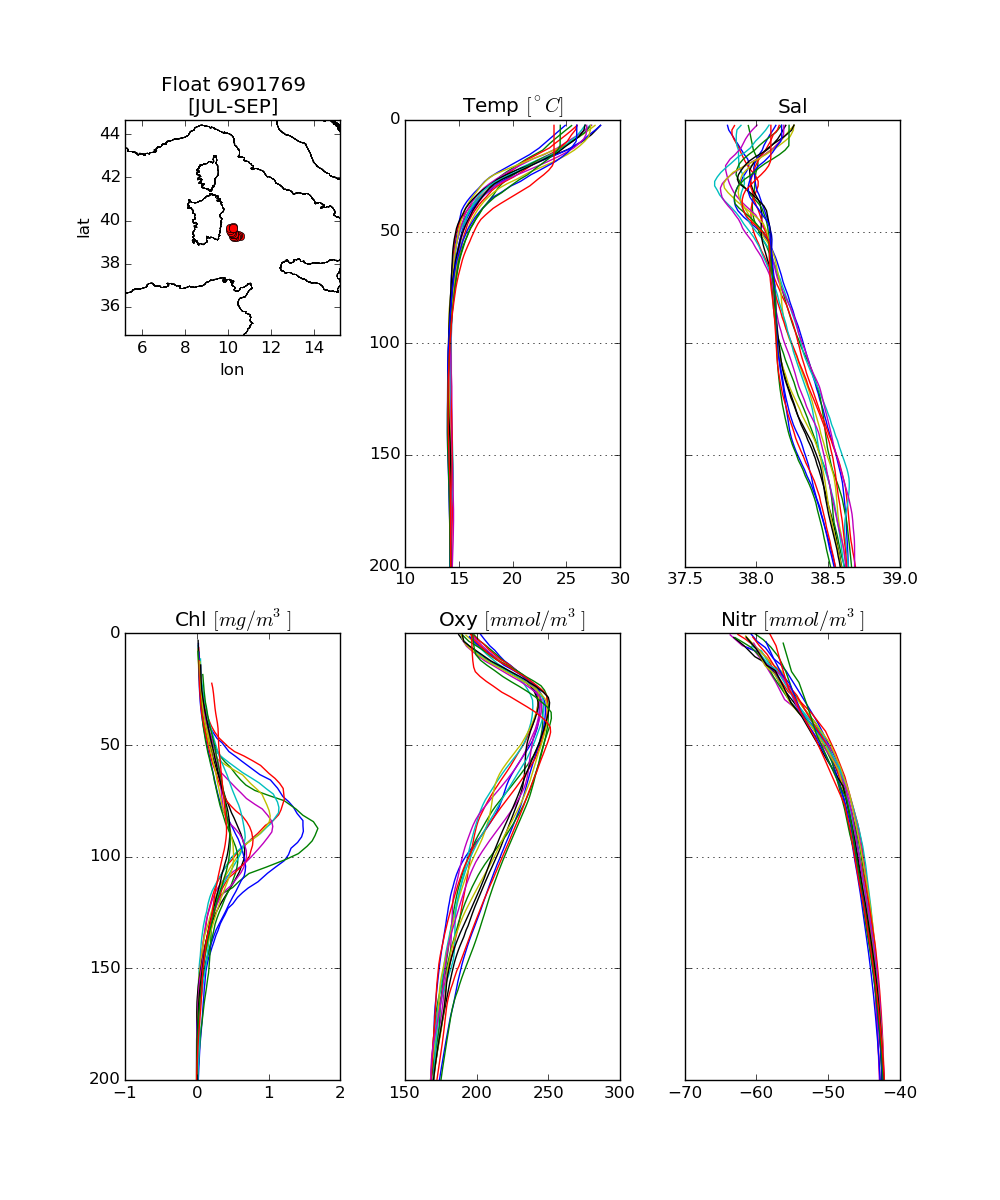 Float 6901769
[JUL-SEP]
44
42
40
38
36
lat
6 8 10 12 14
lon
Temp [°C]
0
50
100
150
200
10 15 20 25 30
Sal
37.5 38.0 38.5 39.0
Chl [mg/m³]
0
50
100
150
200
−1 0 1 2
Oxy [mmol/m³]
150 200 250 300
Nitr [mmol/m³]
−70 −60 −50 −40